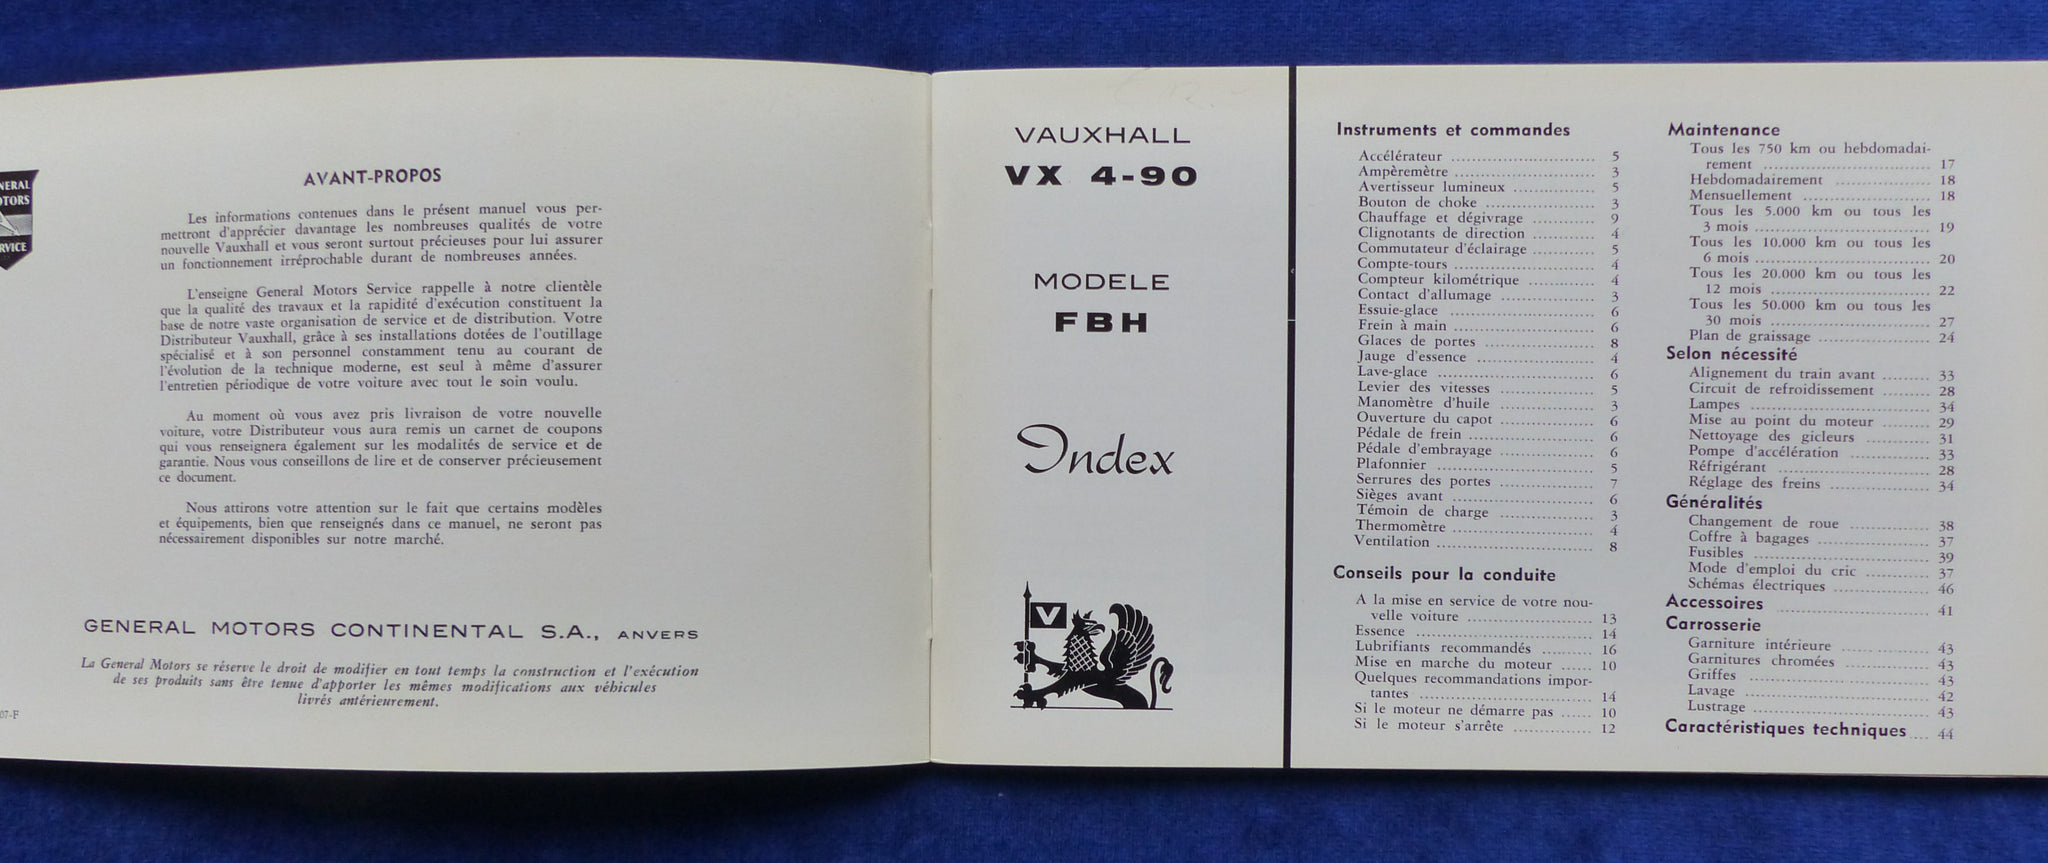 NERAL
TORS
RVICE
AVANT-PROPOS
Les informations contenues dans le présent manuel vous per-
mettront d'apprécier davantage les nombreuses qualités de votre
nouvelle Vauxhall et vous seront surtout précieuses pour lui assurer
un fonctionnement irréprochable durant de nombreuses années.
L'enseigne General Motors Service rappelle à notre clientèle
que la qualité des travaux et la rapidité d'exécution constituent la
base de notre vaste organisation de service et de distribution. Votre
Distributeur Vauxhall, grâce à ses installations dotées de l'outillage
spécialisé et à son personnel constamment tenu au courant de
l'évolution de la technique moderne, est seul à même d'assurer
l'entretien périodique de votre voiture avec tout le soin voulu.
Au moment où vous avez pris livraison de votre nouvelle
voiture, votre Distributeur vous aura remis un carnet de coupons
qui vous renseignera également sur les modalités de service et de
garantie. Nous vous conseillons de lire et de conserver précieusement
ce document.
Nous attirons votre attention sur le fait que certains modèles
et équipements, bien que renseignés dans ce manuel, ne seront pas
nécessairement disponibles sur notre marché.
GENERAL MOTORS CONTINENTAL S.A., ANVERS
La General Motors se réserve le droit de modifier en tout temps la construction et l'exécution
de ses produits sans être tenue d'apporter les mêmes modifications aux véhicules
livrés antérieurement.
07-F
VAUXHALL
VX 4-90
MODELE
FBH
Index
V
Instruments et commandes
Accélérateur 5
Ampèremètre 3
Avertisseur lumineux 5
Bouton de choke 3
Chauffage et dégivrage 9
Clignotants de direction 4
Commutateur d'éclairage 5
Compte-tours 4
Compteur kilométrique 4
Contact d'allumage 3
Essuie-glace 6
Frein à main 6
Glaces de portes 8
Jauge d'essence 4
Lave-glace 6
Levier des vitesses 5
Manomètre d'huile 3
Ouverture du capot 6
Pédale de frein 6
Pédale d'embrayage 6
Plafonnier 5
Serrures des portes 7
Sièges avant 6
Témoin de charge 3
Thermomètre 4
Ventilation 8
Conseils pour la conduite
A la mise en service de votre nou-
velle voiture 13
Essence 14
Lubrifiants recommandés 16
Mise en marche du moteur 10
Quelques recommandations impor-
tantes 14
Si le moteur ne démarre pas 10
Si le moteur s'arrête 12
Maintenance
Tous les 750 km ou hebdomadai-
rement 17
Hebdomadairement 18
Mensuellement 18
Tous les 5.000 km ou tous les
3 mois 19
Tous les 10.000 km ou tous les
6 mois 20
Tous les 20.000 km ou tous les
12 mois 22
Tous les 50.000 km ou tous les
30 mois 27
Plan de graissage 24
Selon nécessité
Alignement du train avant 33
Circuit de refroidissement 28
Lampes 34
Mise au point du moteur 29
Nettoyage des gicleurs 31
Pompe d'accélération 33
Réfrigérant 28
Réglage des freins 34
Généralités
Changement de roue 38
Coffre à bagages 37
Fusibles 39
Mode d'emploi du cric 37
Schémas électriques 46
Accessoires 41
Carrosserie
Garniture intérieure 43
Garnitures chromées 43
Griffes 43
Lavage 42
Lustrage 43
Caractéristiques techniques 44